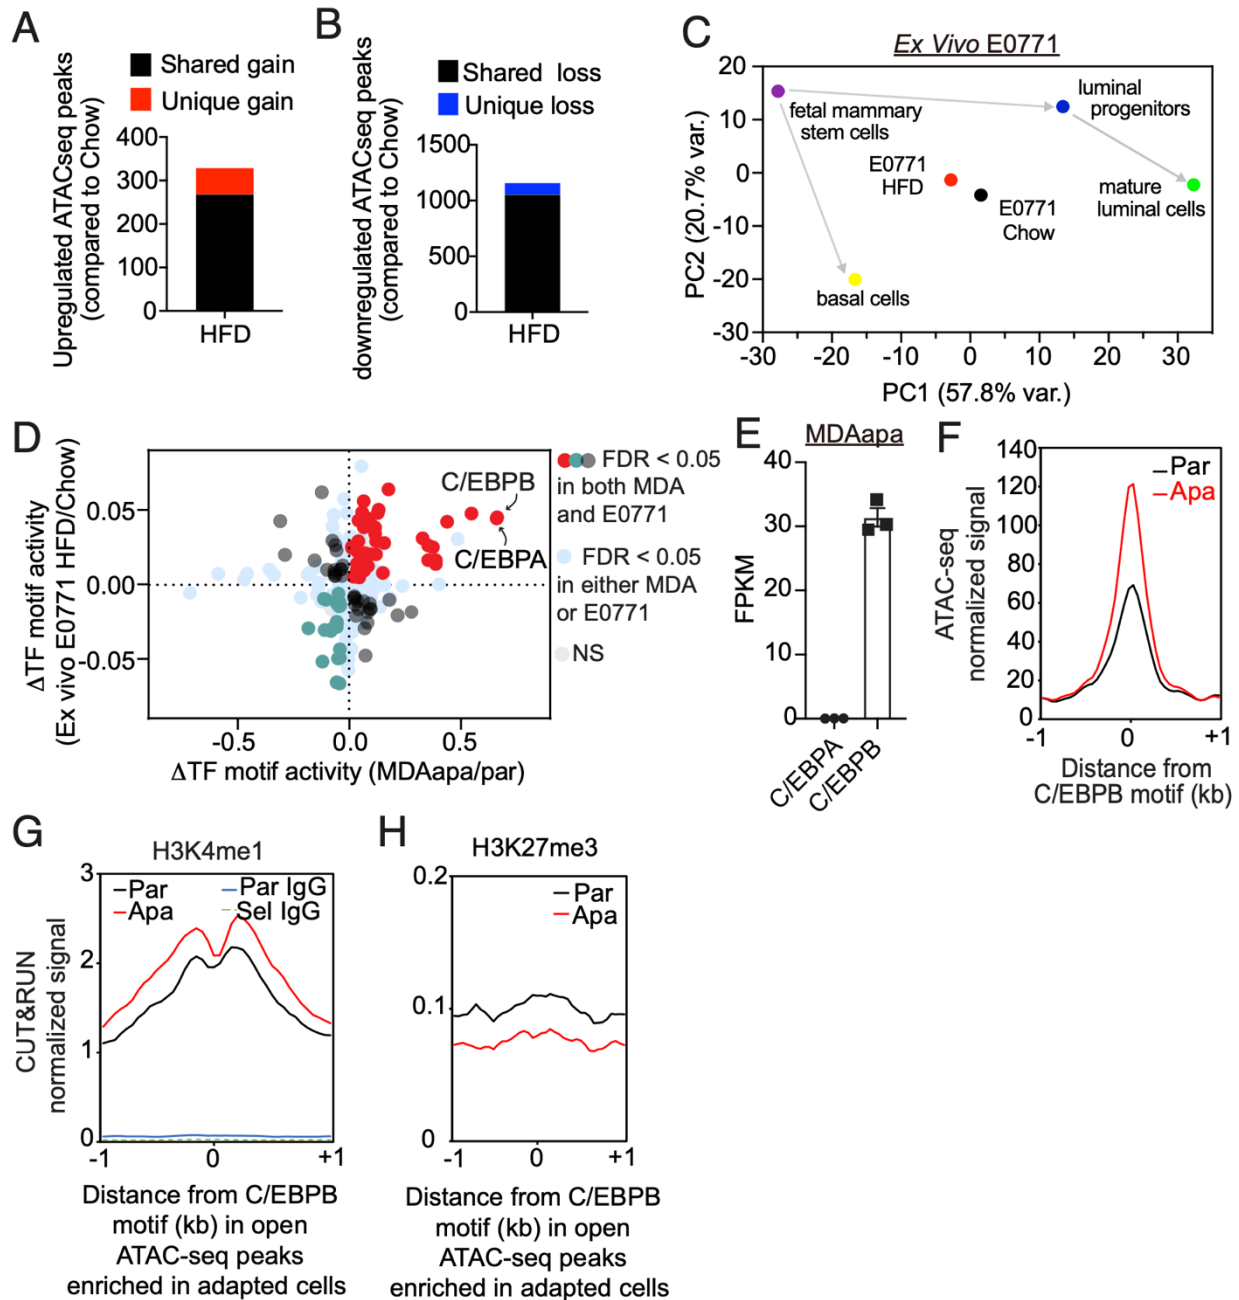 A
Upregulated ATACseq peaks
(compared to Chow)
Shared gain
Unique gain
400
300
200
100
0
HFD
B
downregulated ATACseq peaks
(compared to Chow)
Shared loss
Unique loss
1500
1000
500
0
HFD
C
Ex Vivo E0771
PC2 (20.7% var.)
20
10
0
-10
-20
-30
fetal mammary
stem cells
luminal
progenitors
E0771
HFD
E0771
Chow
mature
luminal cells
basal cells
-30 -20 -10 0 10 20 30
PC1 (57.8% var.)
D
ΔTF motif activity
(Ex vivo E0771 HFD/Chow)
0.05
0.00
-0.05
C/EBPB
C/EBPA
FDR < 0.05
in both MDA
and E0771
FDR < 0.05
in either MDA
or E0771
NS
-0.5 0.0 0.5
ΔTF motif activity (MDAapa/par)
E
MDAapa
FPKM
40
30
20
10
0
C/EBPA
C/EBPB
F
ATAC-seq
normalized signal
140
120
100
80
60
40
20
0
Par
Apa
-1 0 +1
Distance from
C/EBPB motif (kb)
G
H3K4me1
CUT&RUN
normalized signal
3
2
1
0
Par
Apa
Par IgG
Sel IgG
-1 0 +1
Distance from C/EBPB
motif (kb) in open
ATAC-seq peaks
enriched in adapted cells
H
H3K27me3
0.2
0.1
0
Par
Apa
-1 0 +1
Distance from C/EBPB
motif (kb) in open
ATAC-seq peaks
enriched in adapted cells